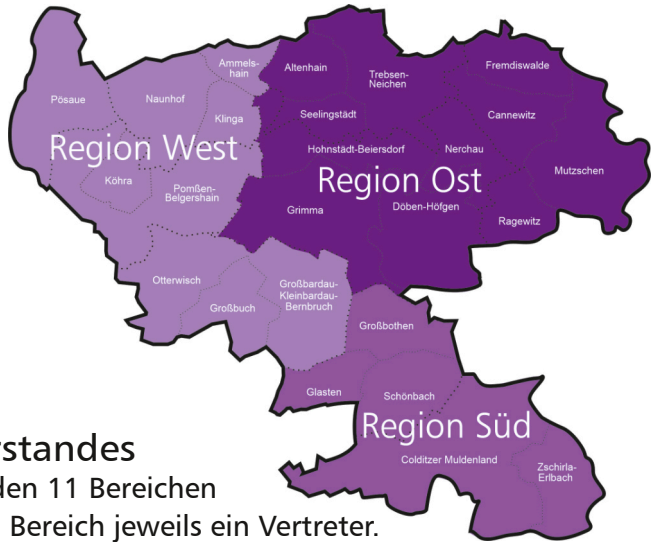 Ammels-
hain
Altenhain
Trebsen-
Neichen
Fremdiswalde
Pösaue
Naunhof
Klinga
Seelingstädt
Cannewitz
Region West
Hohnstädt-Beiersdorf
Nerchau
Köhra
Pomßen-
Belgershain
Region Ost
Mutzschen
Grimma
Döben-Höfgen
Ragewitz
Otterwisch
Großbuch
Großbardau-
Kleinbardau-
Bernbruch
Großbothen
Glasten
Schönbach
Region Süd
Colditzer Muldenland
Zschirla-
Erlbach
rstandes
den 11 Bereichen
Bereich jeweils ein Vertreter.